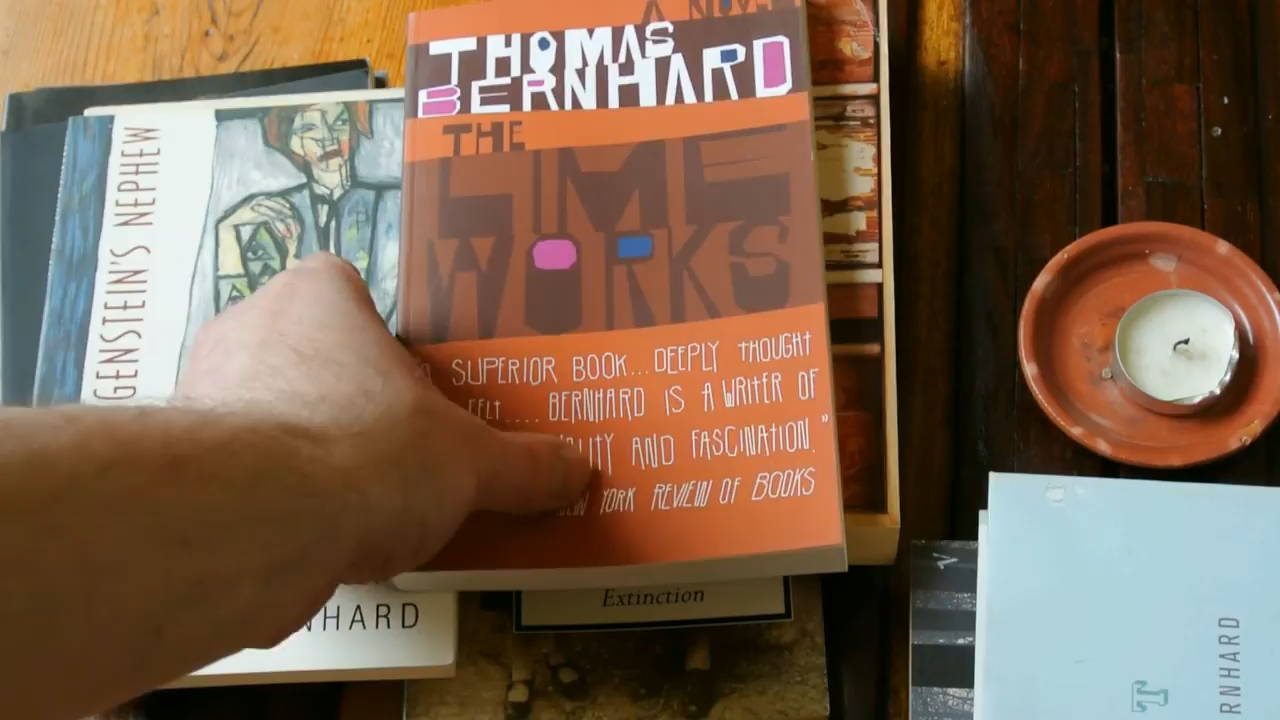 A NOVEL
THOMAS
BERNHARD
THE
LIME
WORKS
SUPERIOR BOOK...DEEPLY THOUGHT
FELT.... BERNHARD IS A WRITER OF
AND FASCINATION."
NEW YORK REVIEW OF BOOKS
GENSTEIN'S NEPHEW
NHARD
Extinction
RNHARD
T